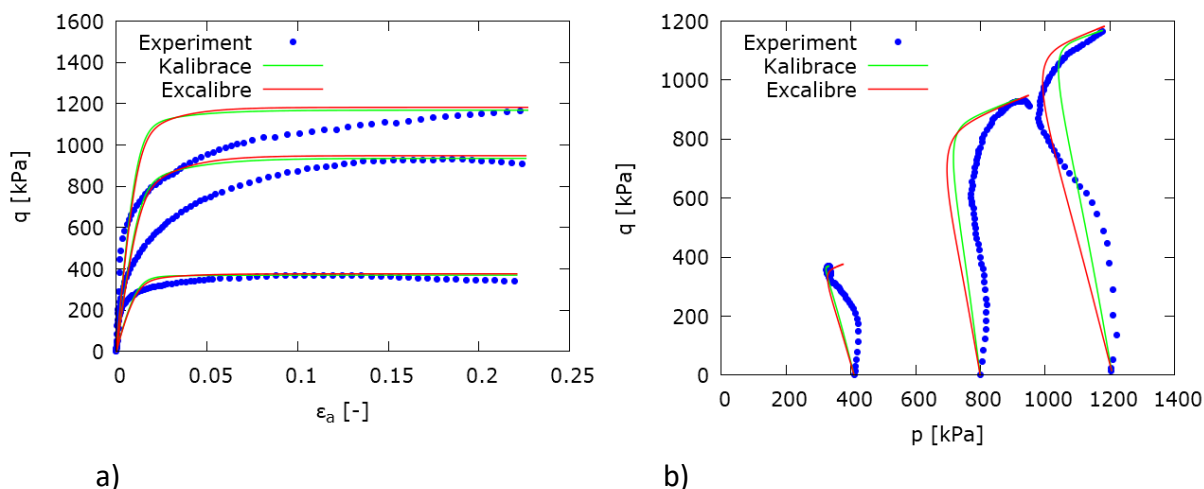 1600
1400
1200
1000
800
600
400
200
0
q [kPa]
Experiment
Kalibrace
Excalibre
0 0.05 0.1 0.15 0.2 0.25
εa [-]
a)
1200
1000
800
600
400
200
0
q [kPa]
Experiment
Kalibrace
Excalibre
0 200 400 600 800 1000 1200 1400
p [kPa]
b)